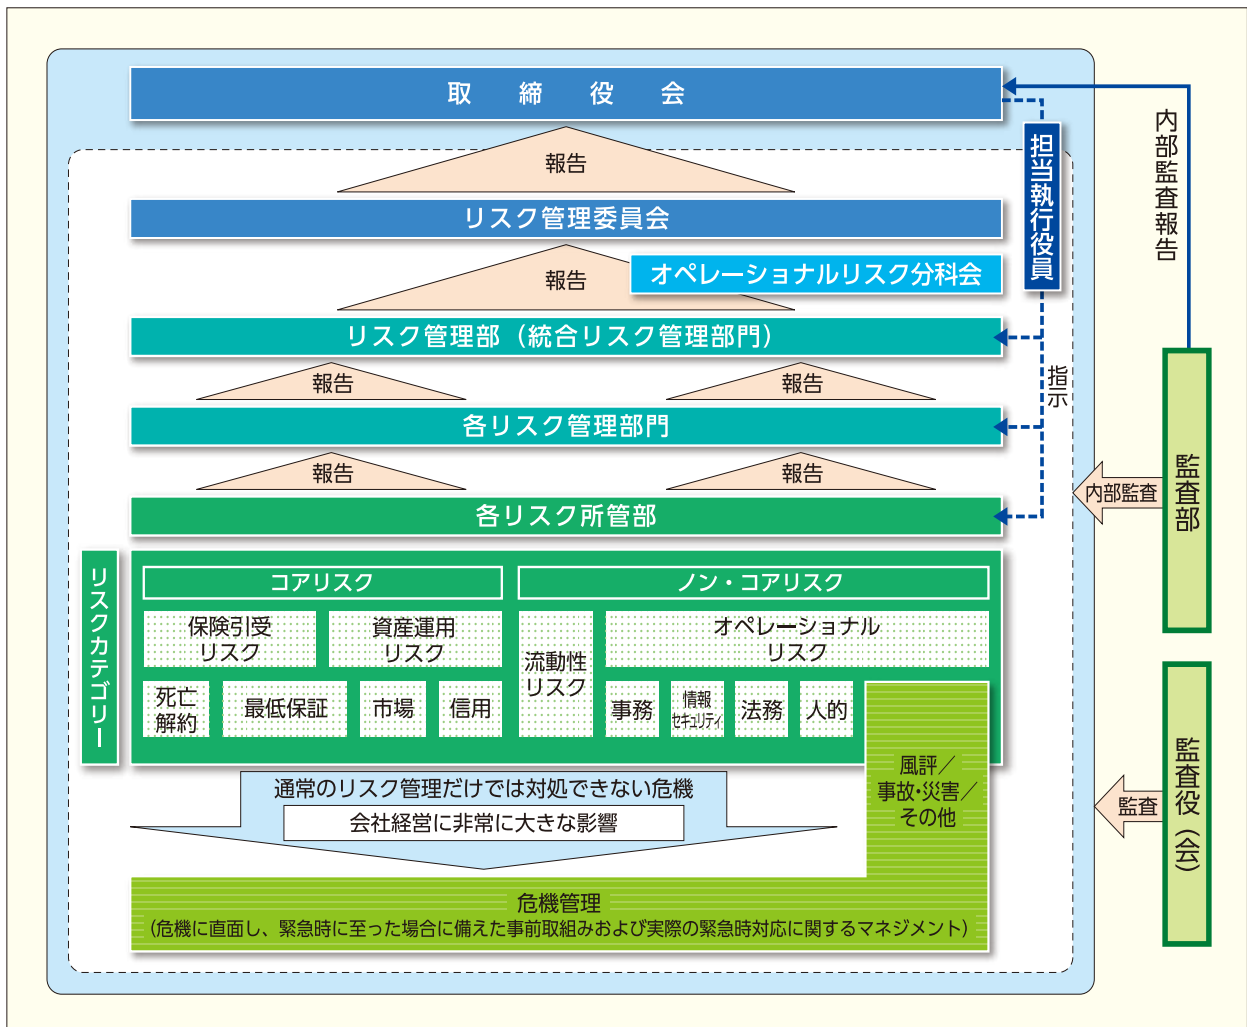 取締役会
報告
リスク管理委員会
報告
オペレーショナルリスク分科会
リスク管理部（統合リスク管理部門）
報告
報告
各リスク管理部門
報告
報告
各リスク所管部
担当執行役員
指示
内部監査報告
内部監査
監査部
監査
監査役（会）
リスクカテゴリー
コアリスク
ノン・コアリスク
保険引受
リスク
資産運用
リスク
流動性
リスク
オペレーショナル
リスク
死亡
解約
最低保証
市場
信用
事務
情報
セキュリティ
法務
人的
風評／
事故・災害／
その他
通常のリスク管理だけでは対処できない危機
会社経営に非常に大きな影響
危機管理
（危機に直面し、緊急時に至った場合に備えた事前取組みおよび実際の緊急時対応に関するマネジメント）